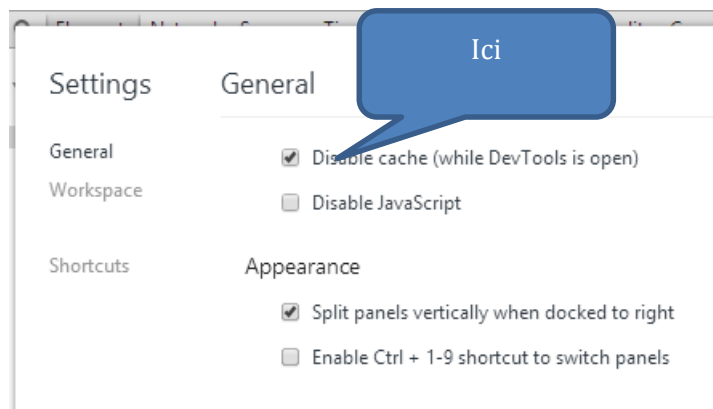 Ici
Settings
General
General
Disable cache (while DevTools is open)
Workspace
Disable JavaScript
Shortcuts
Appearance
Split panels vertically when docked to right
Enable Ctrl + 1-9 shortcut to switch panels